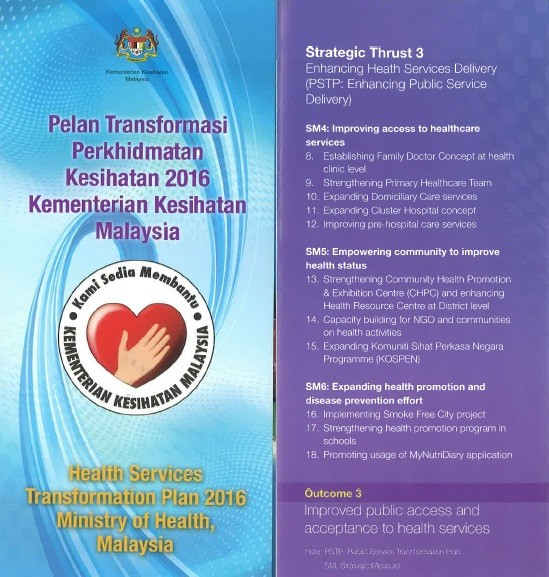 Kementerian Kesihatan
Malaysia
Pelan Transformasi
Perkhidmatan
Kesihatan 2016
Kementerian Kesihatan
Malaysia
Kami Sedia Membantu
KEMENTERIAN KESIHATAN MALAYSIA
Health Services
Transformation Plan 2016
Ministry of Health,
Malaysia
Strategic Thrust 3
Enhancing Heath Services Delivery
(PSTP: Enhancing Public Service
Delivery)
SM4: Improving access to healthcare
services
8. Establishing Family Doctor Concept at health
clinic level
9. Strengthening Primary Healthcare Team
10. Expanding Domiciliary Care services
11. Expanding Cluster Hospital concept
12. Improving pre-hospital care services
SM5: Empowering community to improve
health status
13. Strengthening Community Health Promotion
& Exhibition Centre (CHPC) and enhancing
Health Resource Centre at District level
14. Capacity building for NGO and communities
on health activities
15. Expanding Komuniti Sihat Perkasa Negara
Programme (KOSPEN)
SM6: Expanding health promotion and
disease prevention effort
16. Implementing Smoke Free City project
17. Strengthening health promotion program in
schools
18. Promoting usage of MyNutriDiary application
Outcome 3
Improved public access and
acceptance to health services
Note: PSTP: Public Service Transformation Plan
SM: Strategic Measure